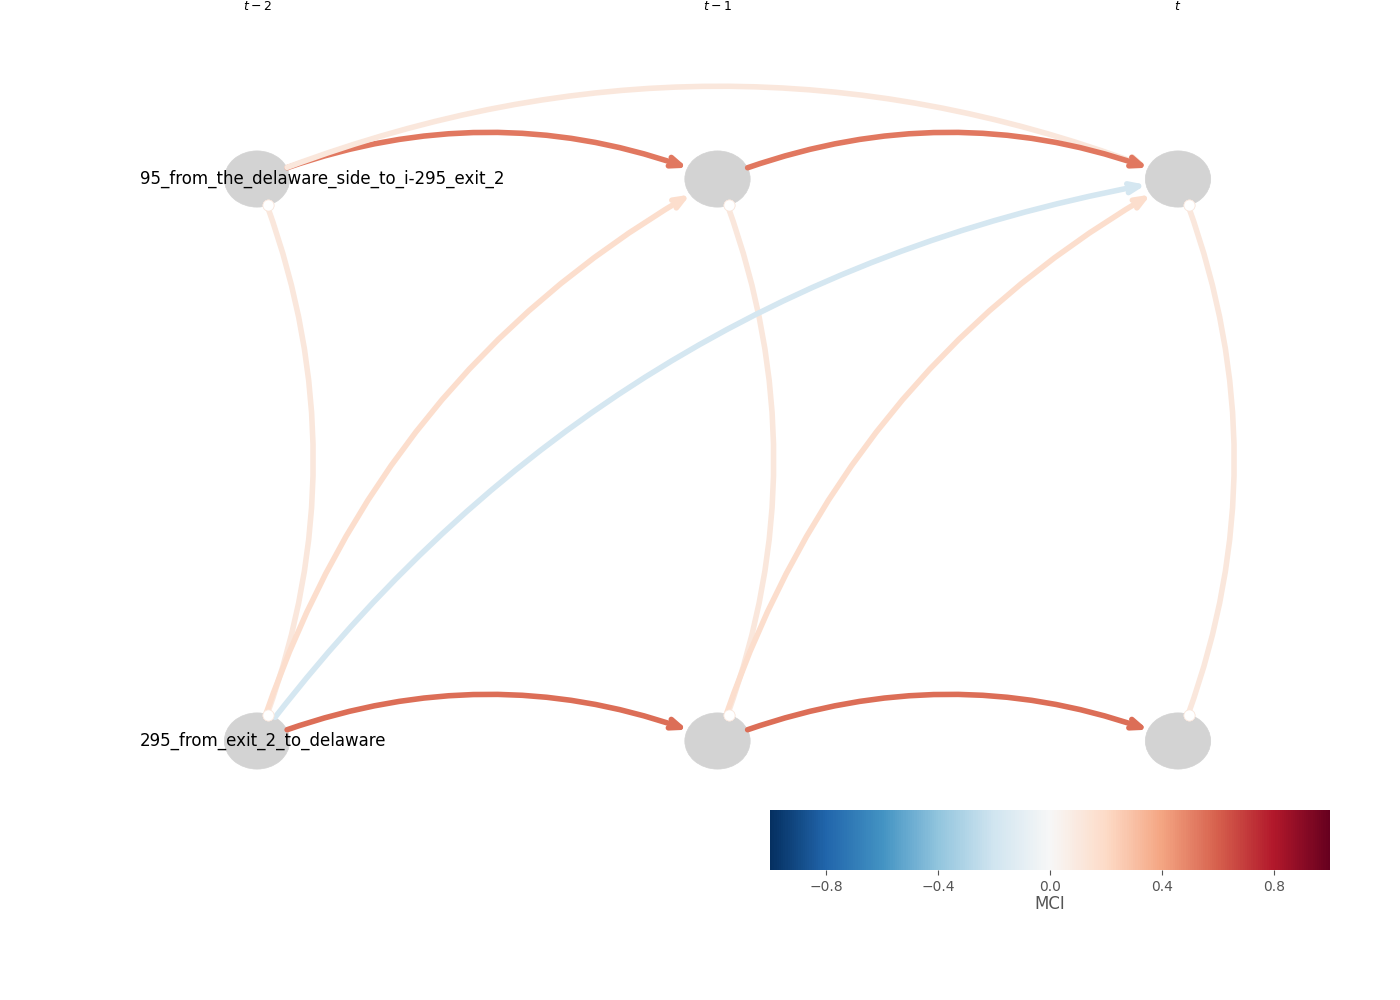 t − 2 t − 1 t
95_from_the_delaware_side_to_i-295_exit_2
295_from_exit_2_to_delaware
−0.8 −0.4 0.0 0.4 0.8
MCI